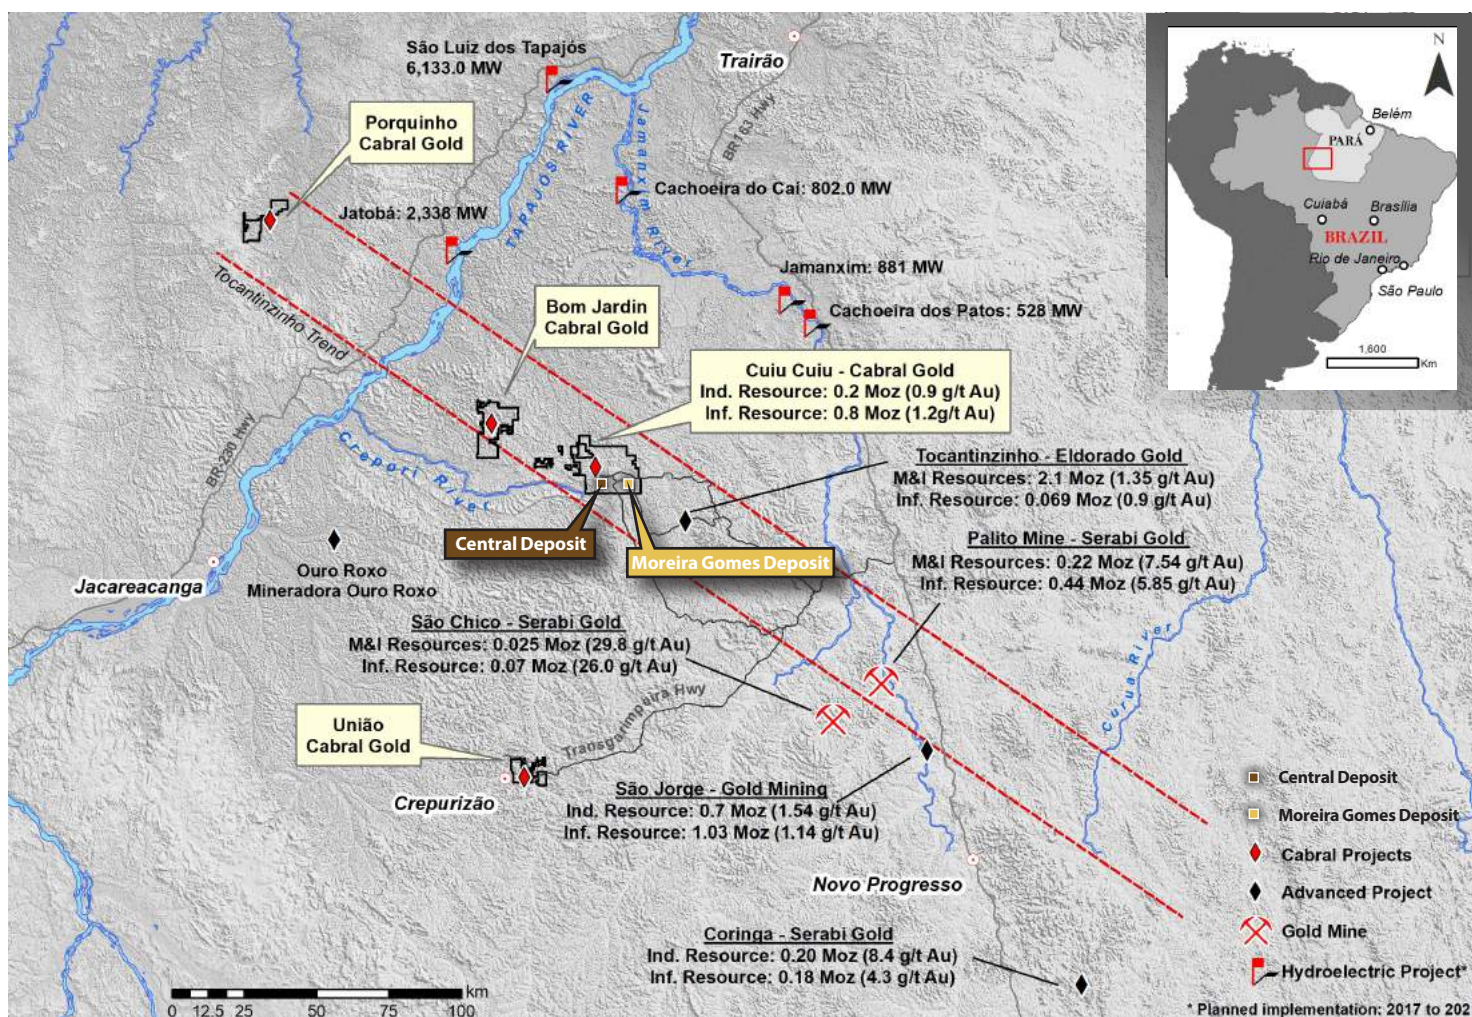 São Luiz dos Tapajós
6,133.0 MW
Trairão
Porquinho
Cabral Gold
BR163 Hwy
TAPAJÓS RIVER
Jamanxim River
Cachoeira do Caí: 802.0 MW
Jatobá: 2,338 MW
Jamanxim: 881 MW
Cachoeira dos Patos: 528 MW
Tocantinzinho Trend
Bom Jardin
Cabral Gold
Cuiu Cuiu - Cabral Gold
Ind. Resource: 0.2 Moz (0.9 g/t Au)
Inf. Resource: 0.8 Moz (1.2g/t Au)
BR-230 Hwy
Crepori River
Tocantinzinho - Eldorado Gold
M&I Resources: 2.1 Moz (1.35 g/t Au)
Inf. Resource: 0.069 Moz (0.9 g/t Au)
Central Deposit
Moreira Gomes Deposit
Palito Mine - Serabi Gold
M&I Resources: 0.22 Moz (7.54 g/t Au)
Inf. Resource: 0.44 Moz (5.85 g/t Au)
Ouro Roxo
Mineradora Ouro Roxo
Jacareacanga
São Chico - Serabi Gold
M&I Resources: 0.025 Moz (29.8 g/t Au)
Inf. Resource: 0.07 Moz (26.0 g/t Au)
Curua River
Transgarimpeira Hwy
União
Cabral Gold
Crepurizão
São Jorge - Gold Mining
Ind. Resource: 0.7 Moz (1.54 g/t Au)
Inf. Resource: 1.03 Moz (1.14 g/t Au)
Novo Progresso
Coringa - Serabi Gold
Ind. Resource: 0.20 Moz (8.4 g/t Au)
Inf. Resource: 0.18 Moz (4.3 g/t Au)
km
0 12.5 25 50 75 100
N
Belém
PARÁ
Cuiabá
Brasília
BRAZIL
Rio de Janeiro
São Paulo
1,600
Km
Central Deposit
Moreira Gomes Deposit
Cabral Projects
Advanced Project
Gold Mine
Hydroelectric Project*
* Planned implementation: 2017 to 202